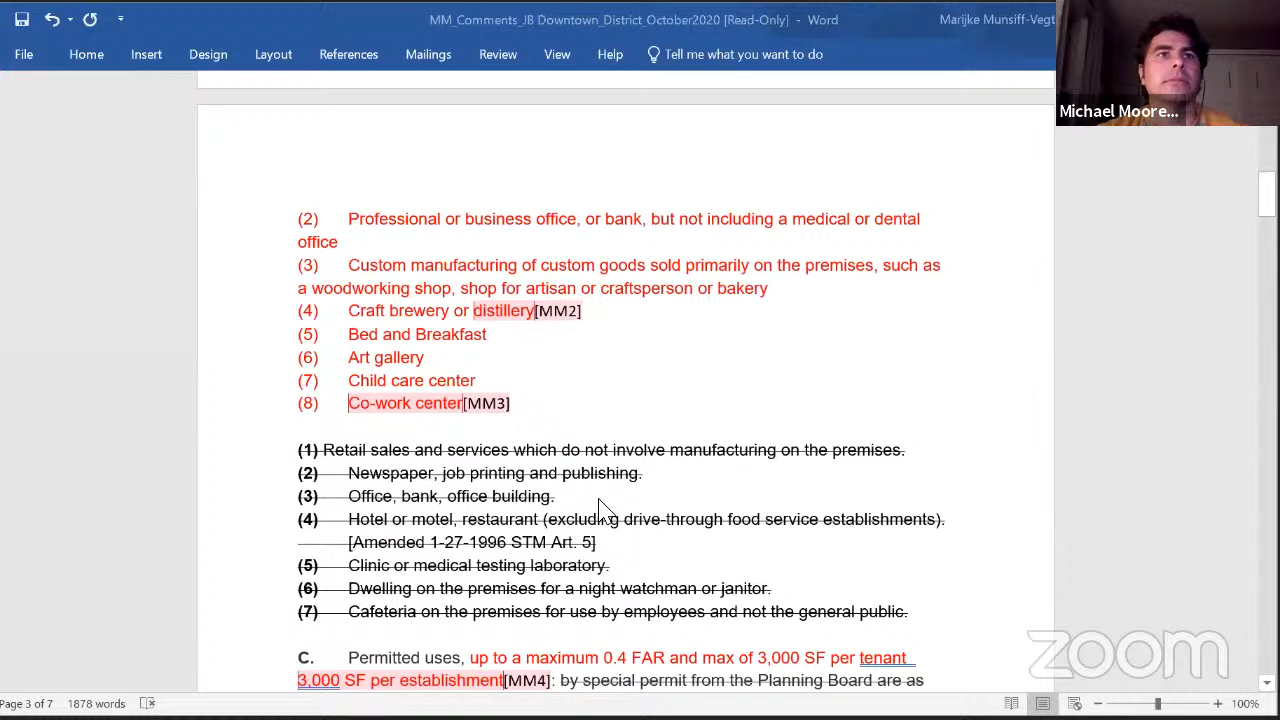 MM_Comments_JB Downtown_District_October2020 [Read-Only] - Word
Marijke Munsiff-Vegt
File Home Insert Design Layout References Mailings Review View Help Tell me what you want to do
Michael Moore...
(2) Professional or business office, or bank, but not including a medical or dental
office
(3) Custom manufacturing of custom goods sold primarily on the premises, such as
a woodworking shop, shop for artisan or craftsperson or bakery
(4) Craft brewery or distillery[MM2]
(5) Bed and Breakfast
(6) Art gallery
(7) Child care center
(8) Co-work center[MM3]
(1) Retail sales and services which do not involve manufacturing on the premises.
(2) Newspaper, job printing and publishing.
(3) Office, bank, office building.
(4) Hotel or motel, restaurant (excluding drive-through food service establishments).
[Amended 1-27-1996 STM Art. 5]
(5) Clinic or medical testing laboratory.
(6) Dwelling on the premises for a night watchman or janitor.
(7) Cafeteria on the premises for use by employees and not the general public.
C. Permitted uses, up to a maximum 0.4 FAR and max of 3,000 SF per tenant
3,000 SF per establishment[MM4]: by special permit from the Planning Board are as
zoom
Page 3 of 7 1878 words 100%